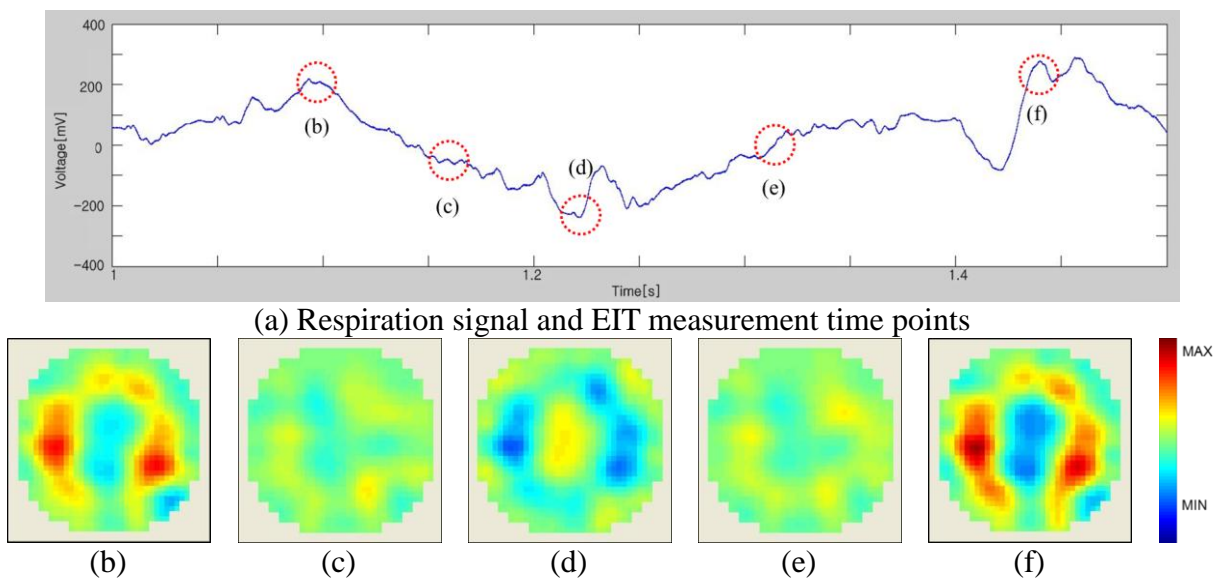 400
200
0
-200
-400
Voltage[mV]
(b)
(c)
(d)
(e)
(f)
1
1.2
1.4
Time[s]
(a) Respiration signal and EIT measurement time points
MAX
MIN
(b)
(c)
(d)
(e)
(f)